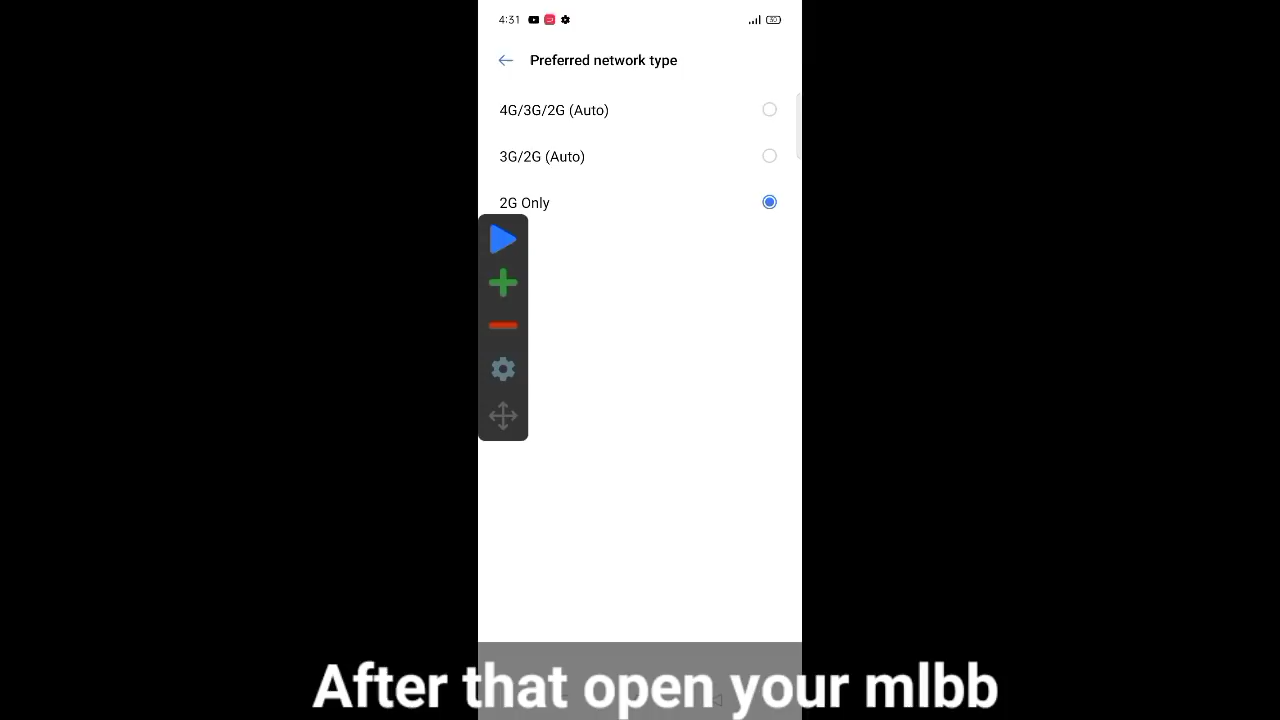 4:31
30
Preferred network type
4G/3G/2G (Auto)
3G/2G (Auto)
2G Only
After that open your mlbb